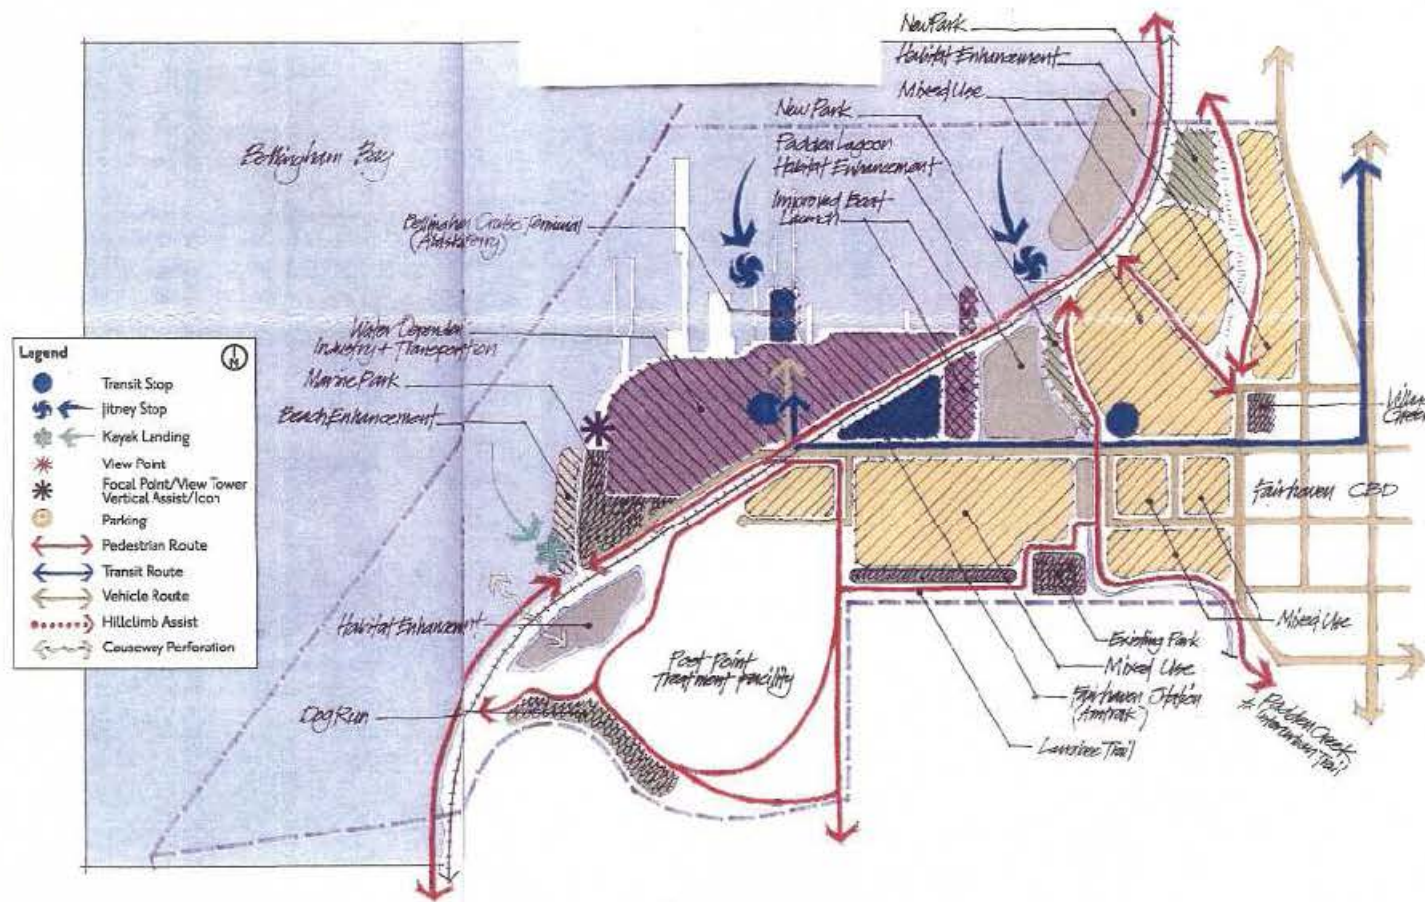 New Park
Habitat Enhancement
Mixed Use
New Park
Padden Lagoon
Habitat Enhancement
Improved Boat
Launch
Bellingham Bay
Bellingham Cruise Terminal
(Alaska Ferry)
Water Dependent
Industry + Transportation
Marine Park
Beach Enhancement
Legend
N
Transit Stop
Jitney Stop
Kayak Landing
View Point
Focal Point/View Tower
Vertical Assist/Icon
Parking
Pedestrian Route
Transit Route
Vehicle Route
Hillclimb Assist
Causeway Perforation
Green
Fairhaven CBD
Habitat Enhancement
Post Point
Treatment Facility
Dog Run
Mixed Use
Existing Park
Mixed Use
Fairhaven Station
(Amtrak)
Larrabee Trail
Padden Creek
+ Interurban Trail